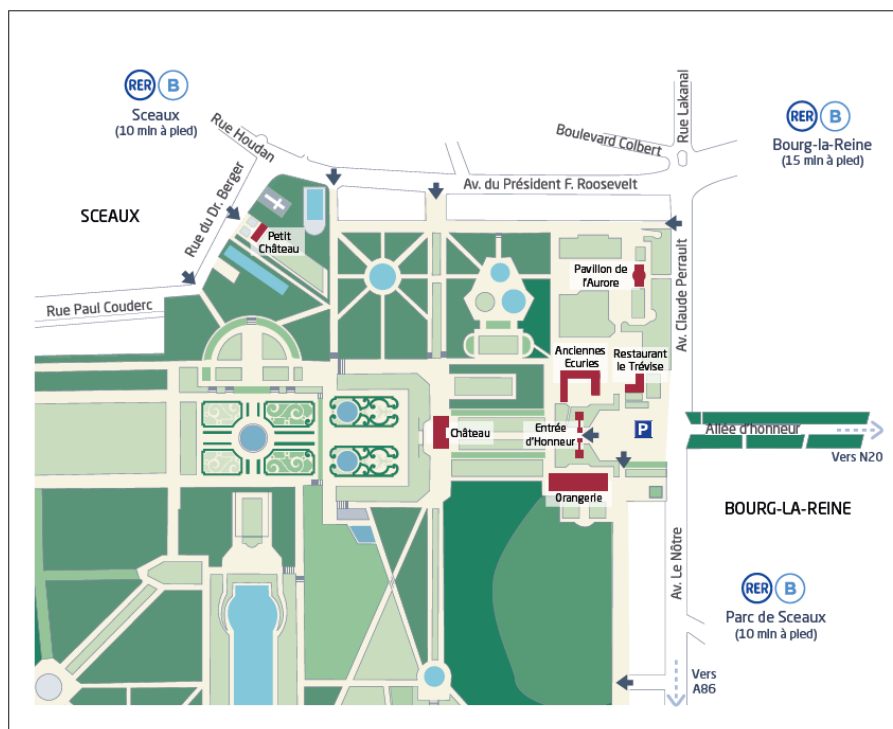 RER B
Sceaux
(10 min à pied)
Rue Houdan
Rue du Dr. Berger
SCEAUX
Petit
Château
Rue Paul Couderc
Boulevard Colbert
Rue Lakanal
RER B
Bourg-la-Reine
(15 min à pied)
Av. du Président F. Roosevelt
Pavillon de
l'Aurore
Av. Claude Perrault
Anciennes
Ecuries
Restaurant
le Trévise
Château
Entrée
d'Honneur
P
Allée d'honneur
Vers N20
Orangerie
BOURG-LA-REINE
Av. Le Nôtre
RER B
Parc de Sceaux
(10 min à pied)
Vers
A86